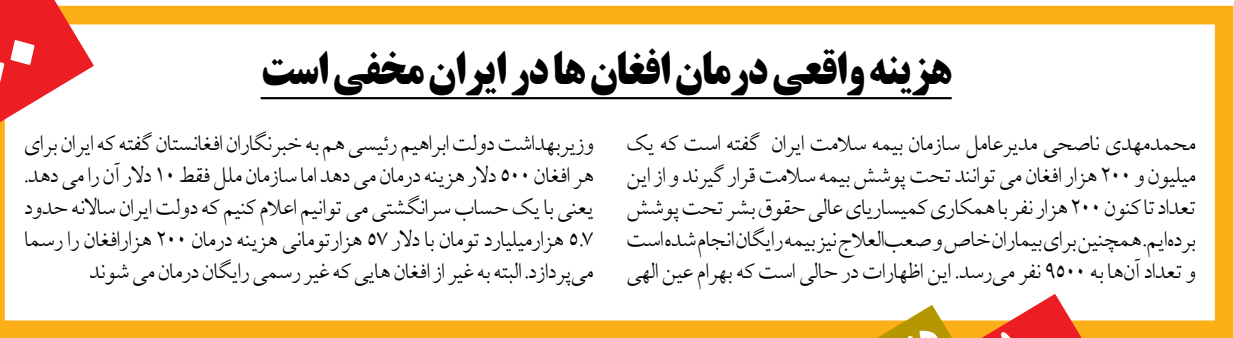 هزینه واقعی درمان افغان ها در ایران مخفی است
محمدمهدی ناصحی مدیرعامل سازمان بیمه سلامت ایران گفته است که یک
میلیون و ۲۰۰ هزار افغان می توانند تحت پوشش بیمه سلامت قرار گیرند و از این
تعداد تا کنون ۲۰۰ هزار نفر با همکاری کمیساریای عالی حقوق بشر تحت پوشش
برده‌ایم. همچنین برای بیماران خاص و صعب‌العلاج نیز بیمه رایگان انجام شده است
و تعداد آن‌ها به ۹۵۰۰ نفر می‌رسد. این اظهارات در حالی است که بهرام عین الهی
وزیربهداشت دولت ابراهیم رئیسی هم به خبرنگاران افغانستان گفته که ایران برای
هر افغان ۵۰۰ دلار هزینه درمان می دهد اما سازمان ملل فقط ۱۰ دلار آن را می دهد.
یعنی با یک حساب سرانگشتی می توانیم اعلام کنیم که دولت ایران سالانه حدود
۵.۷ هزارمیلیارد تومان با دلار ۵۷ هزارتومانی هزینه درمان ۲۰۰ هزارافغان را رسما
می‌پردازد. البته به غیر از افغان هایی که غیر رسمی رایگان درمان می شوند